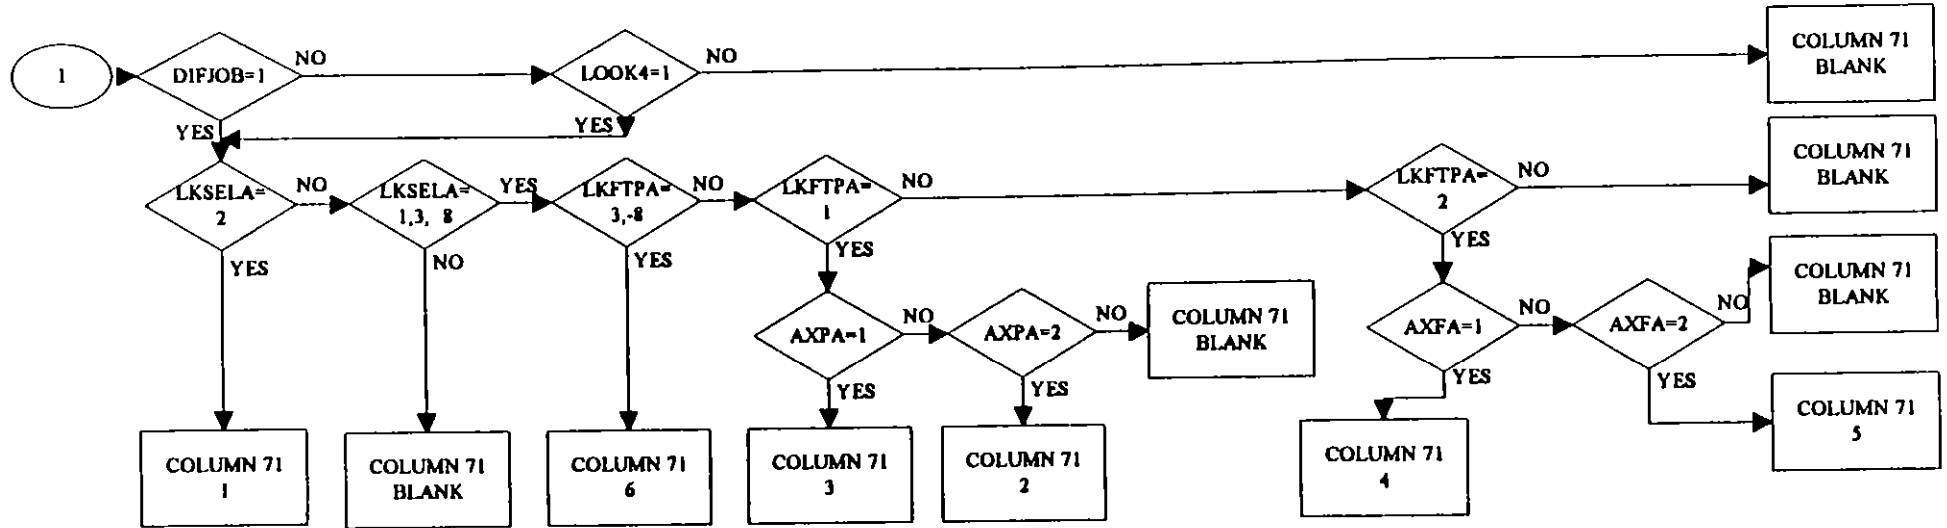 1
DIFJOB=1
NO
LOOK4=1
NO
COLUMN 71
BLANK
YES
YES
LKSELA=
2
NO
LKSELA=
1,3, 8
YES
LKFTPA=
3,-8
NO
LKFTPA=
1
NO
LKFTPA=
2
NO
COLUMN 71
BLANK
YES
NO
YES
YES
YES
AXPA=1
NO
AXPA=2
NO
COLUMN 71
BLANK
AXFA=1
NO
AXFA=2
NO
COLUMN 71
BLANK
YES
YES
YES
YES
COLUMN 71
1
COLUMN 71
BLANK
COLUMN 71
6
COLUMN 71
3
COLUMN 71
2
COLUMN 71
4
COLUMN 71
5